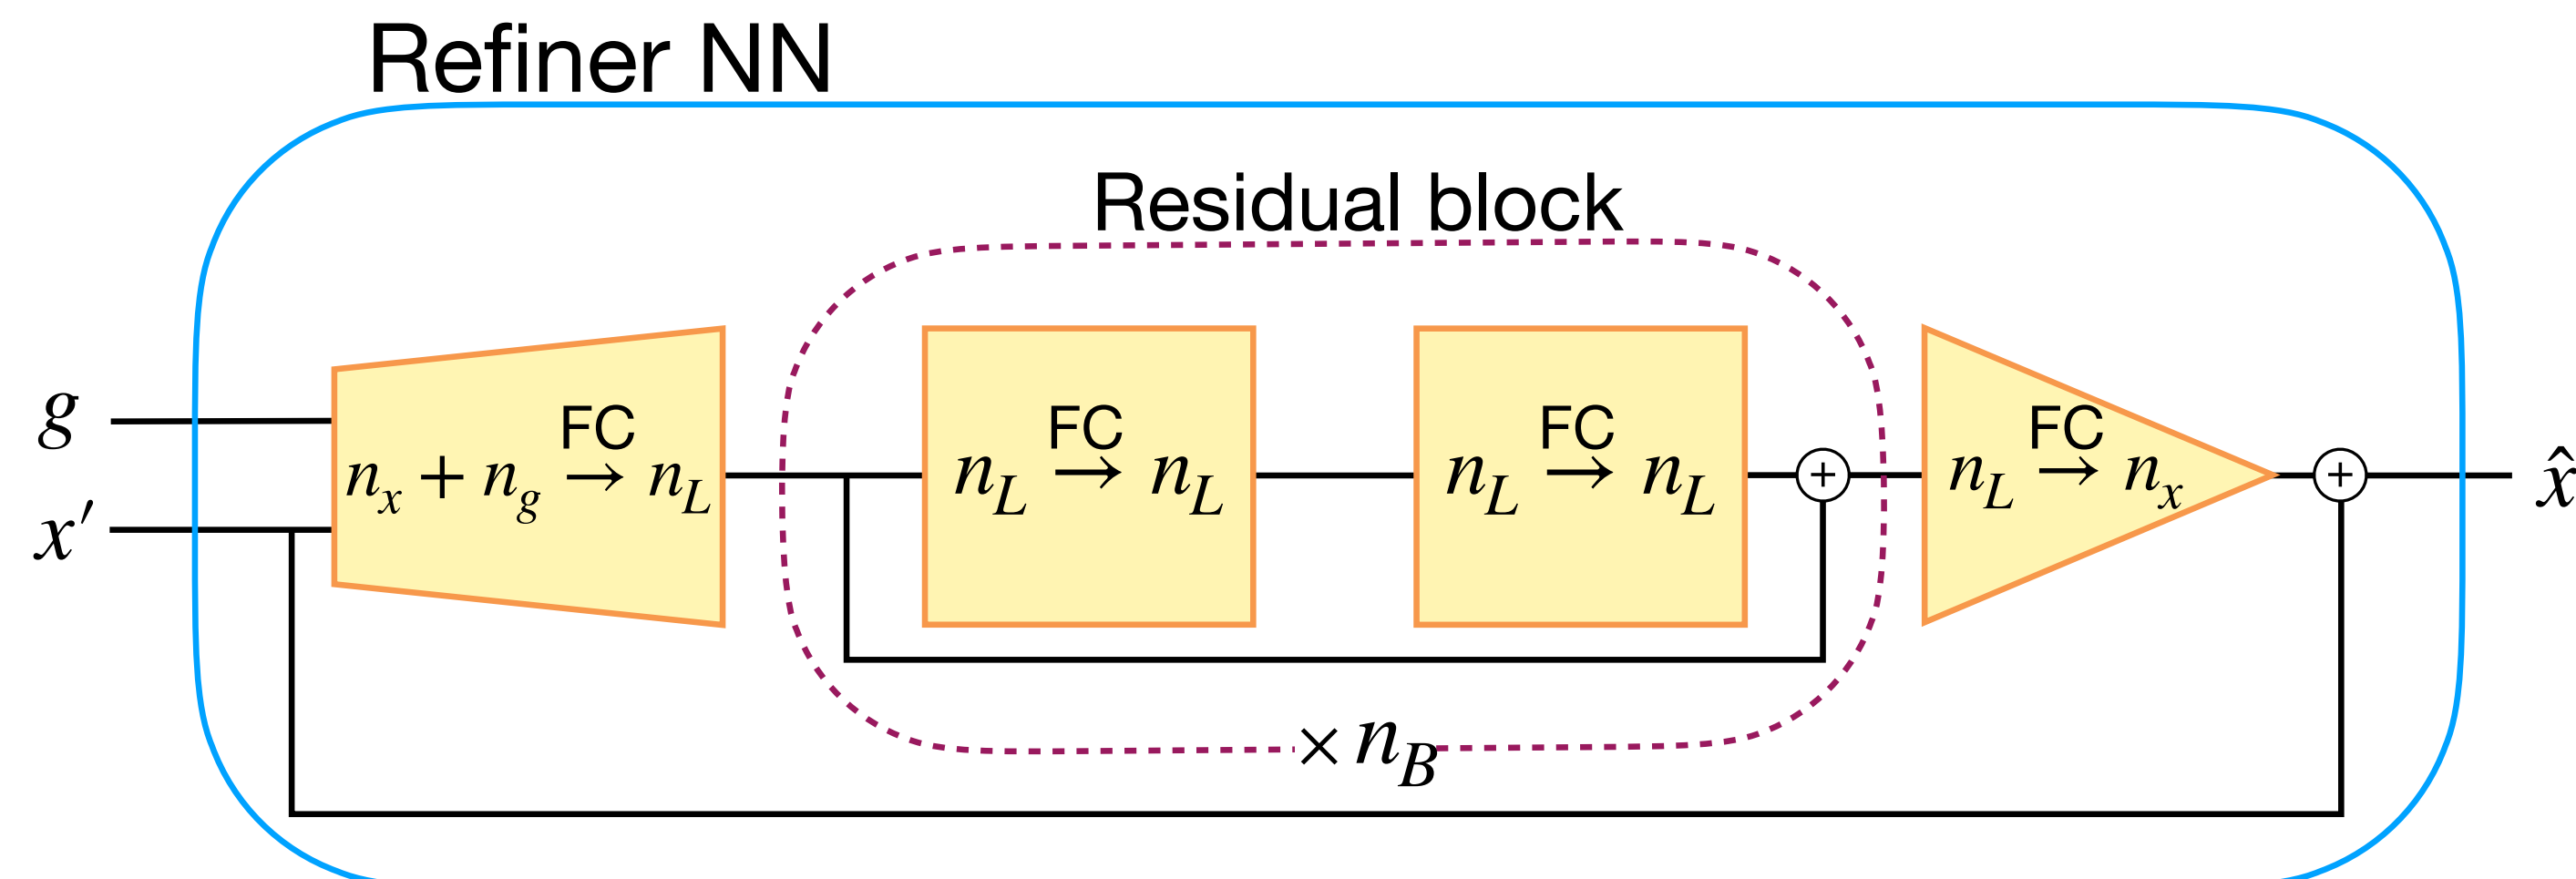 Refiner NN
Residual block
g
x′
n_x + n_g FC → n_L
n_L FC → n_L
n_L FC → n_L
+
n_L FC → n_x
+
x̂
× n_B